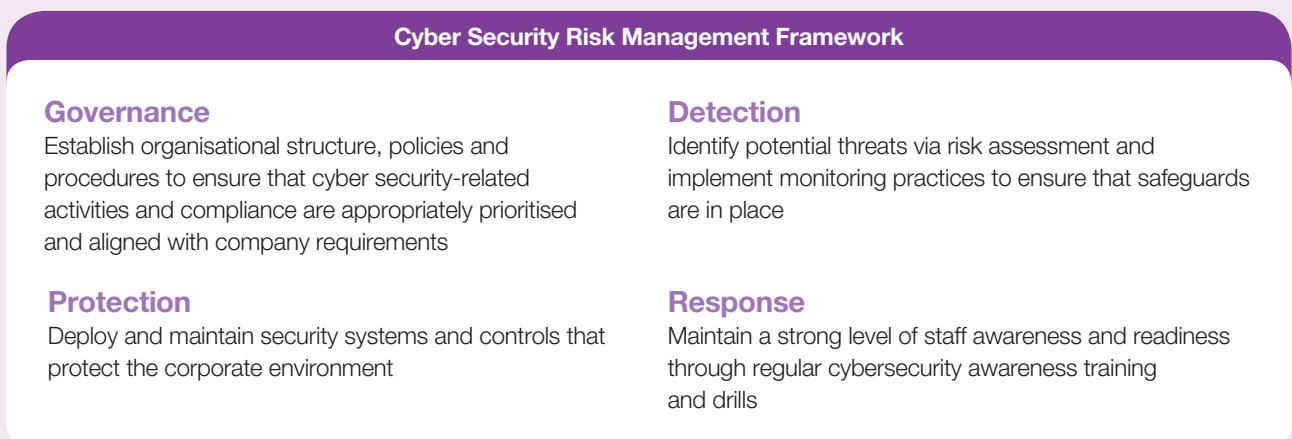 Cyber Security Risk Management Framework
Governance
Establish organisational structure, policies and
procedures to ensure that cyber security-related
activities and compliance are appropriately prioritised
and aligned with company requirements
Detection
Identify potential threats via risk assessment and
implement monitoring practices to ensure that safeguards
are in place
Protection
Deploy and maintain security systems and controls that
protect the corporate environment
Response
Maintain a strong level of staff awareness and readiness
through regular cybersecurity awareness training
and drills